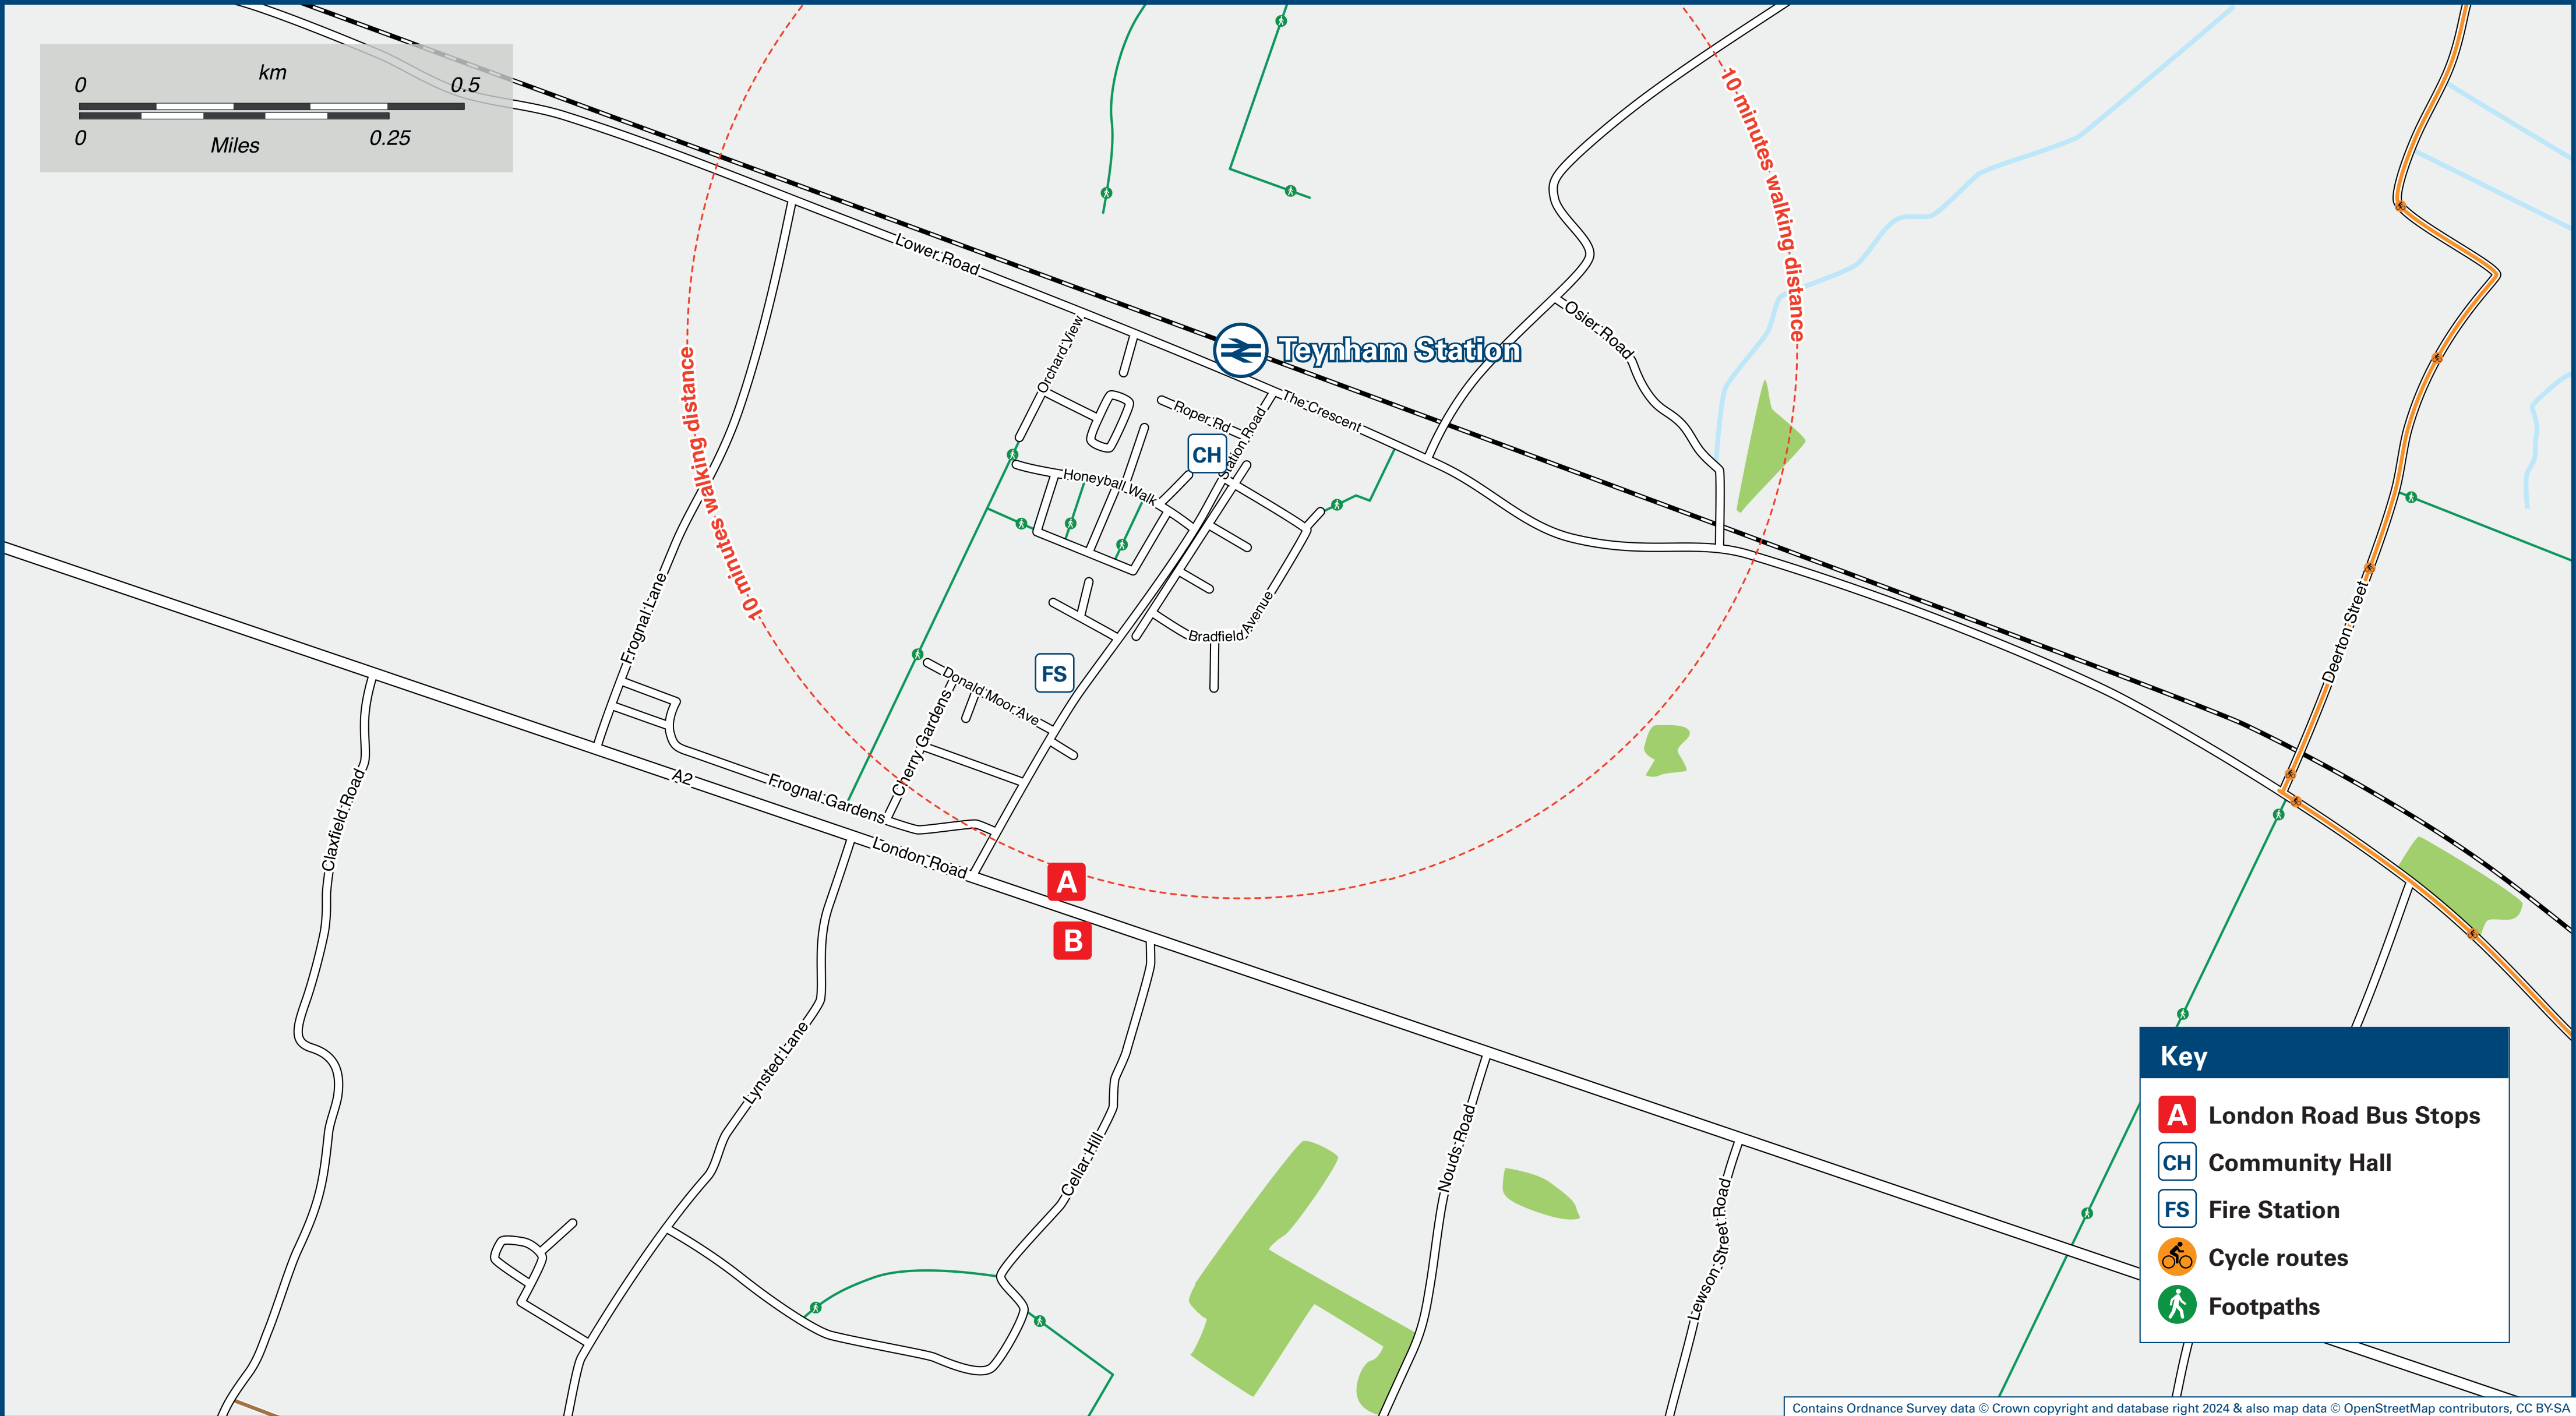 km
0 0.5
0 0.25
Miles
10 minutes walking distance
Lower Road
Osier Road
Orchard View
Teynham Station
10 minutes walking distance
The Crescent
Roper Rd
Station Road
CH
Honeyball Walk
Frognal Lane
Bradfield Avenue
Deerton Street
FS
Donald Moor Ave
Cherry Gardens
A2
Frognal Gardens
Claxfield Road
London Road
A
B
Lynsted Lane
Cellar Hill
Nouds Road
Lewson Street Road
Key
A London Road Bus Stops
CH Community Hall
FS Fire Station
Cycle routes
Footpaths
Contains Ordnance Survey data © Crown copyright and database right 2024 & also map data © OpenStreetMap contributors, CC BY-SA